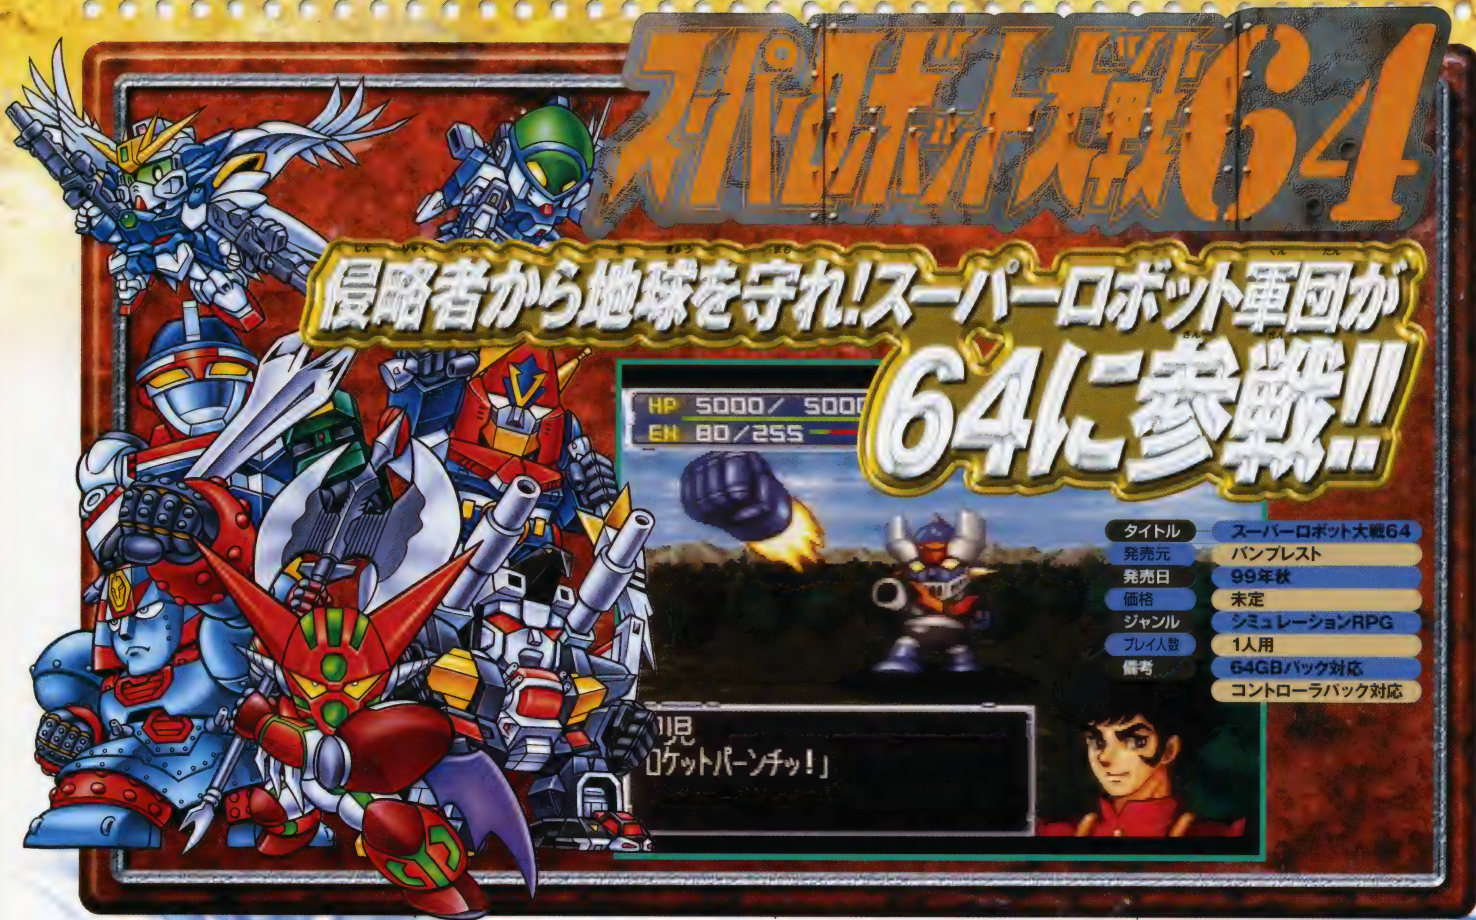 スーパーロボット大戦64
侵略者から地球を守れ!スーパーロボット軍団が
64に参戦!!
HP 5000/ 5000
EN 80/255
タイトル スーパーロボット大戦64
発売元 バンプレスト
発売日 99年秋
価格 未定
ジャンル シミュレーションRPG
プレイ人数 1人用
備考 64GBパック対応
コントローラパック対応
児
ロケットパーンチッ!」